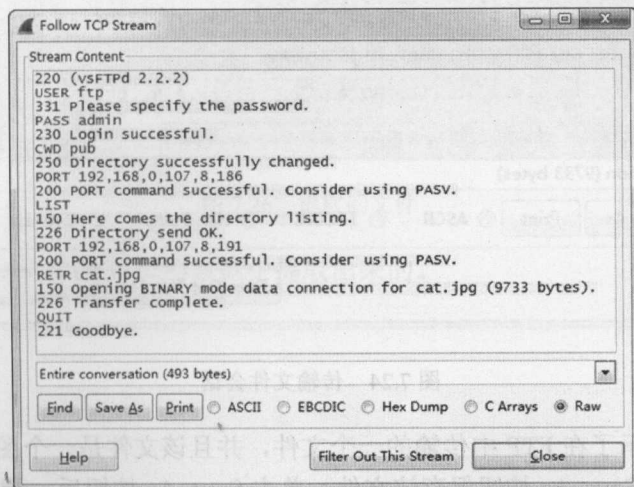 Follow TCP Stream
Stream Content
220 (vsFTPd 2.2.2)
USER ftp
331 Please specify the password.
PASS admin
230 Login successful.
CWD pub
250 Directory successfully changed.
PORT 192,168,0,107,8,186
200 PORT command successful. Consider using PASV.
LIST
150 Here comes the directory listing.
226 Directory send OK.
PORT 192,168,0,107,8,191
200 PORT command successful. Consider using PASV.
RETR cat.jpg
150 Opening BINARY mode data connection for cat.jpg (9733 bytes).
226 Transfer complete.
QUIT
221 Goodbye.
Entire conversation (493 bytes)
Find Save As Print ASCII EBCDIC Hex Dump C Arrays Raw
Help Filter Out This Stream Close